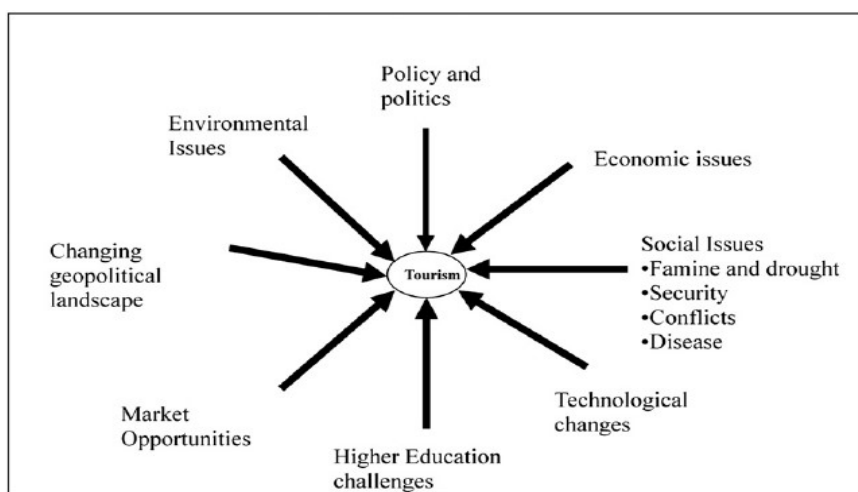 Policy and
politics
Environmental
Issues
Economic issues
Changing
geopolitical
landscape
Tourism
Social Issues
•Famine and drought
•Security
•Conflicts
•Disease
Market
Opportunities
Higher Education
challenges
Technological
changes